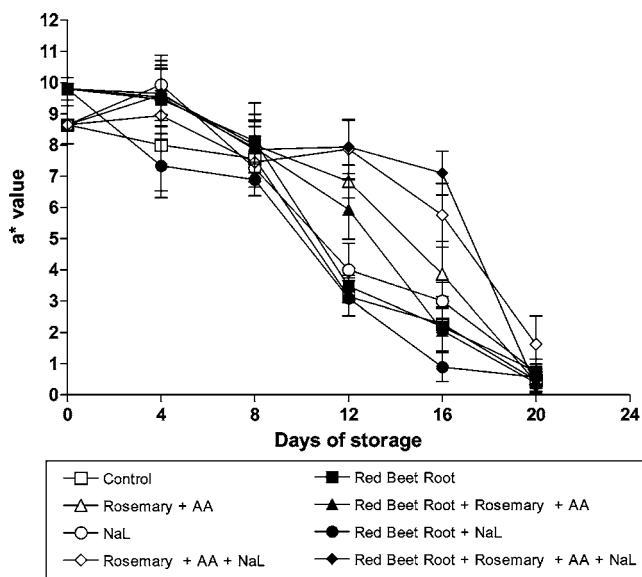 12
11
10
9
8
7
6
5
4
3
2
1
0
a* value
0 4 8 12 16 20 24
Days of storage
Control
Red Beet Root
Rosemary + AA
Red Beet Root + Rosemary + AA
NaL
Red Beet Root + NaL
Rosemary + AA + NaL
Red Beet Root + Rosemary + AA + NaL